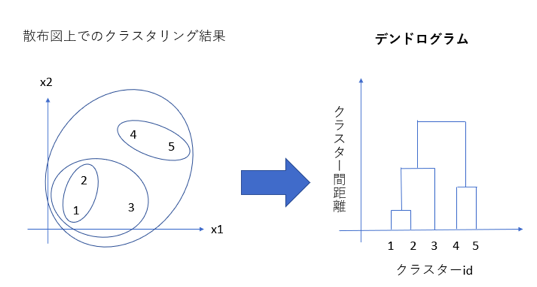 散布図上でのクラスタリング結果
デンドログラム
x2
4
5
2
1
3
x1
クラスター間距離
1 2 3 4 5
クラスターid